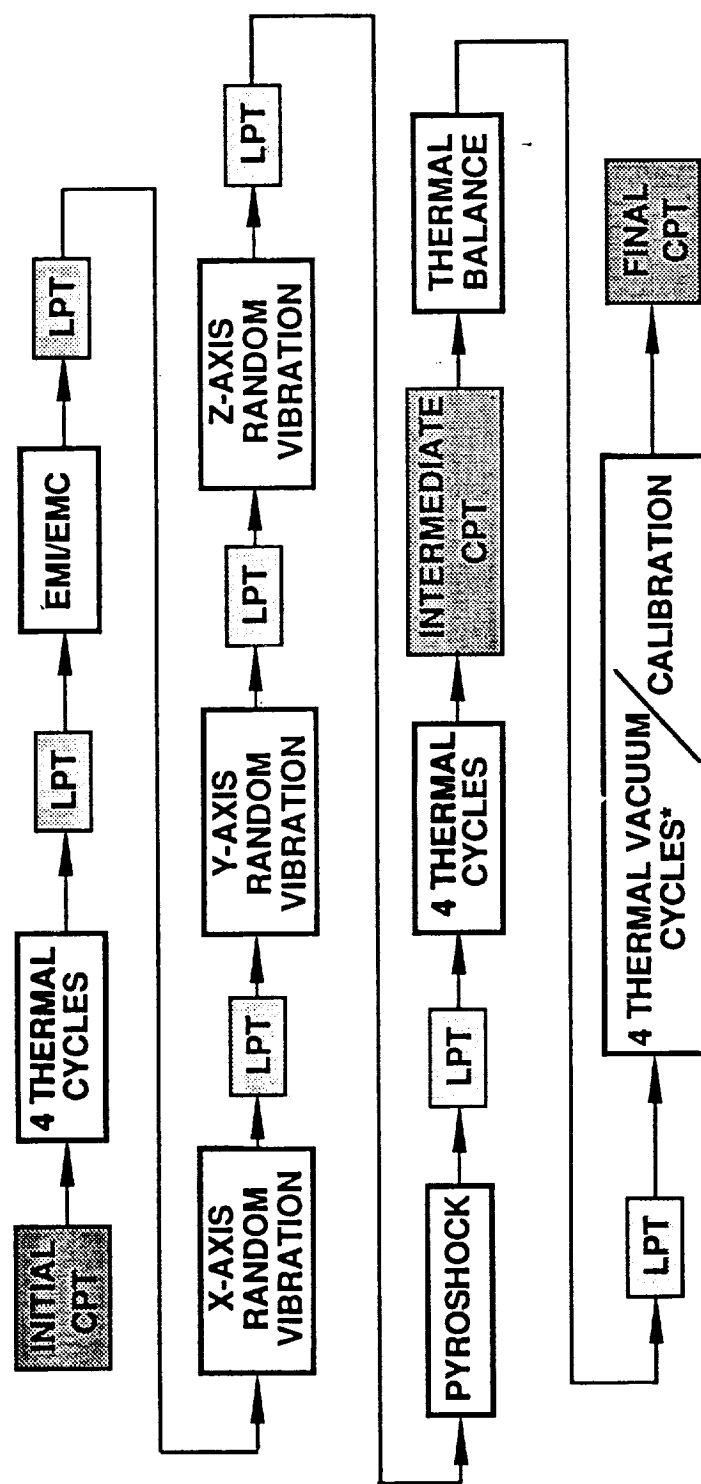 INITIAL
CPT
4 THERMAL
CYCLES
LPT
EMI/EMC
LPT
X-AXIS
RANDOM
VIBRATION
LPT
Y-AXIS
RANDOM
VIBRATION
LPT
Z-AXIS
RANDOM
VIBRATION
LPT
PYROSHOCK
LPT
4 THERMAL
CYCLES
INTERMEDIATE
CPT
THERMAL
BALANCE
LPT
4 THERMAL VACUUM
CYCLES*
CALIBRATION
FINAL
CPT